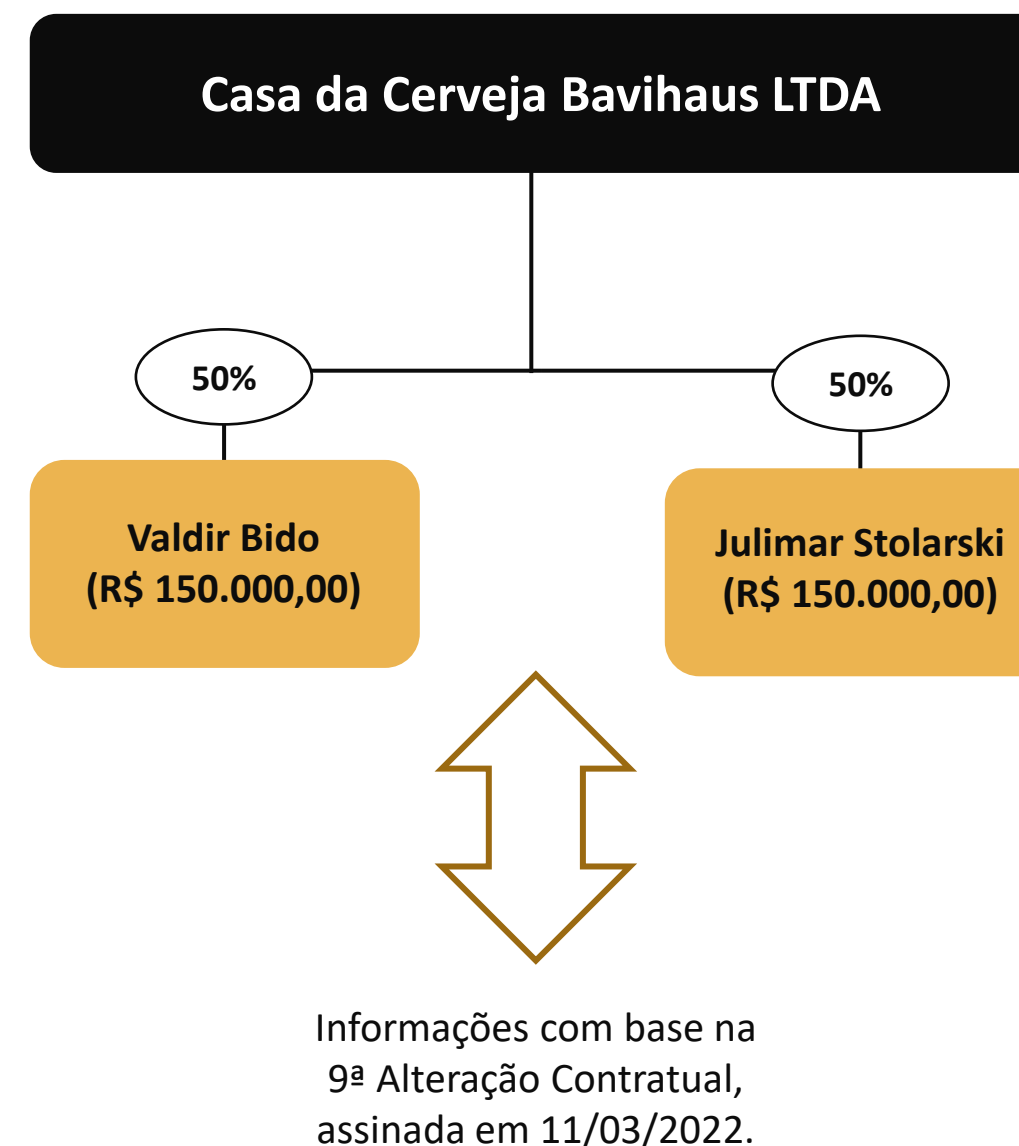 Casa da Cerveja Bavihaus LTDA
50%
50%
Valdir Bido
(R$ 150.000,00)
Julimar Stolarski
(R$ 150.000,00)
Informações com base na
9ª Alteração Contratual,
assinada em 11/03/2022.